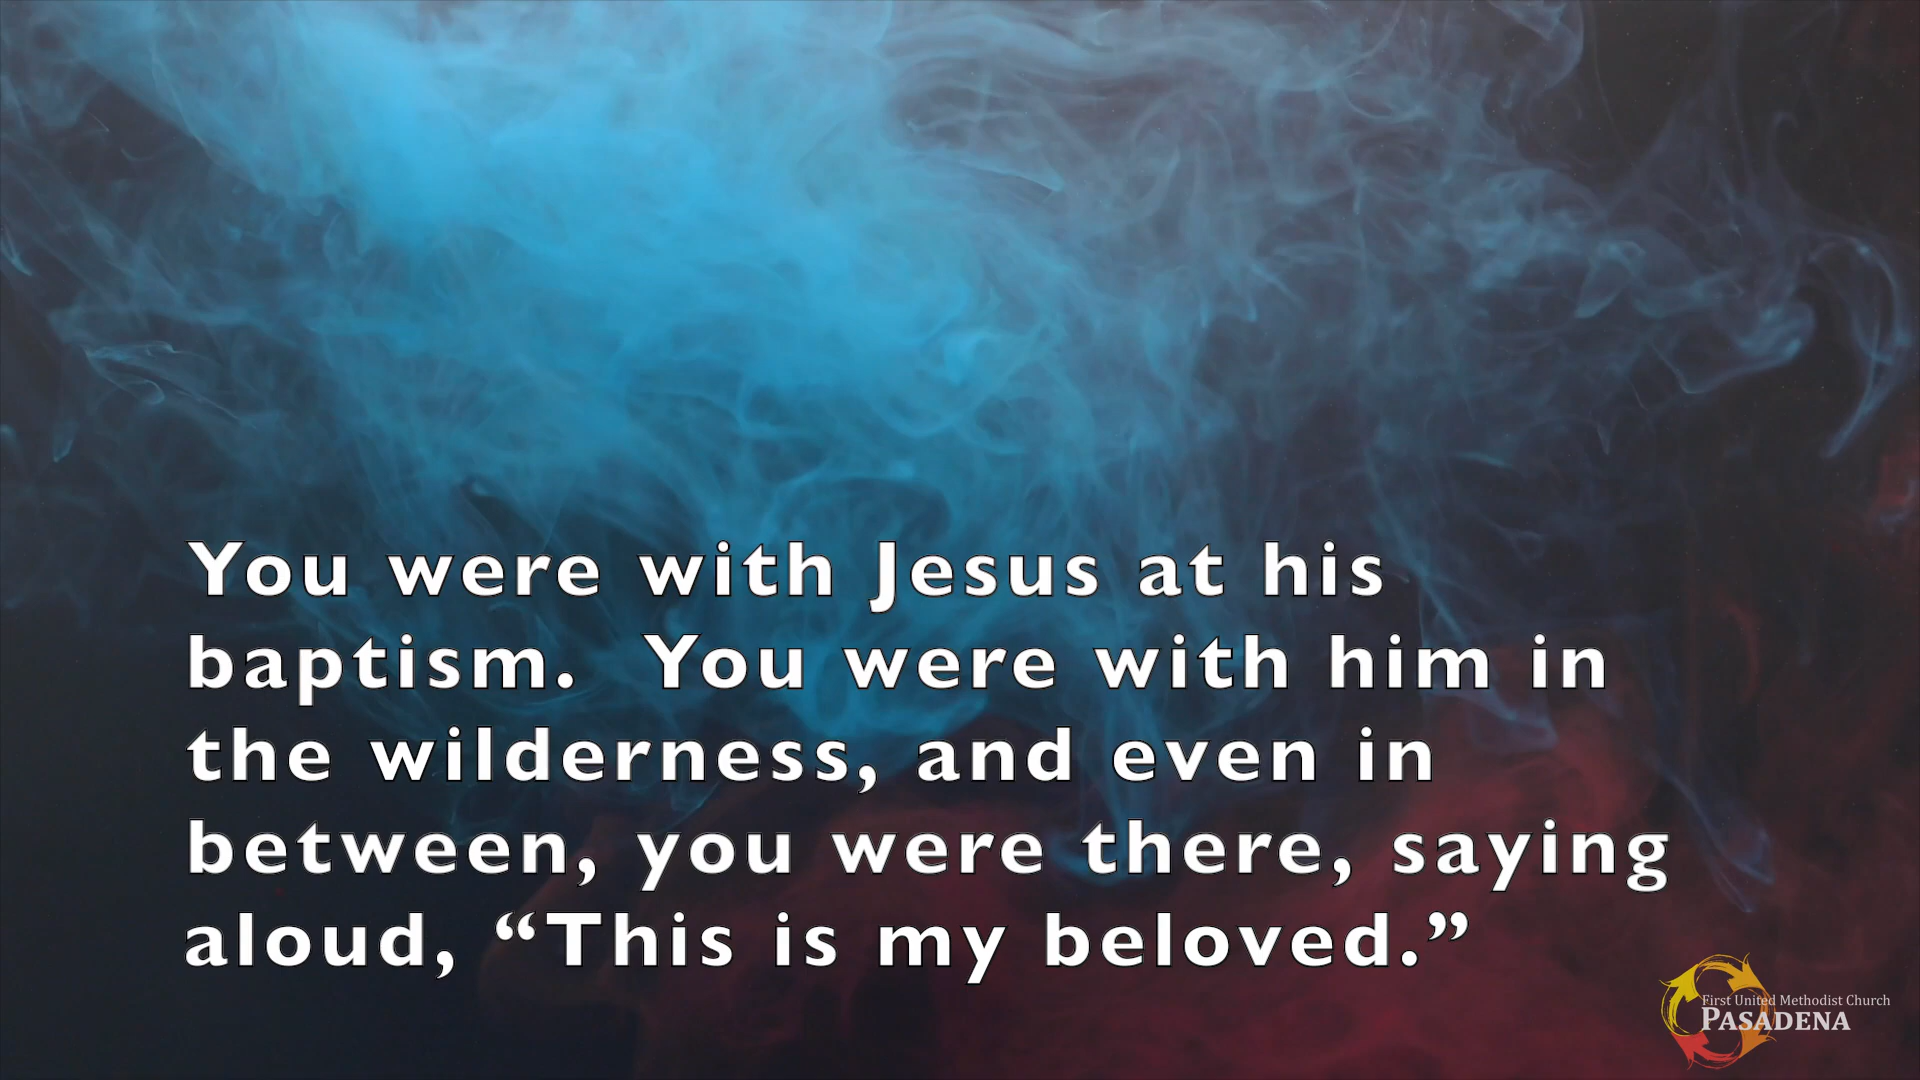 You were with Jesus at his
baptism.  You were with him in
the wilderness, and even in
between, you were there, saying
aloud, “This is my beloved.”
First United Methodist Church
PASADENA